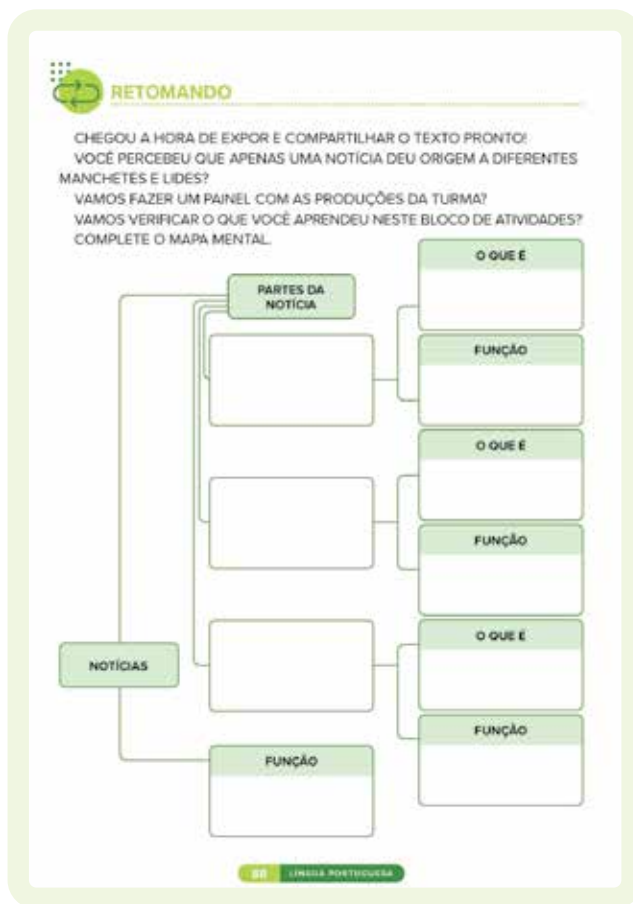 RETOMANDO
CHEGOU A HORA DE EXPOR E COMPARTILHAR O TEXTO PRONTO!
VOCÊ PERCEBEU QUE APENAS UMA NOTÍCIA DEU ORIGEM A DIFERENTES
MANCHETES E LIDES?
VAMOS FAZER UM PAINEL COM AS PRODUÇÕES DA TURMA?
VAMOS VERIFICAR O QUE VOCÊ APRENDEU NESTE BLOCO DE ATIVIDADES?
COMPLETE O MAPA MENTAL.
O QUE É
PARTES DA
NOTÍCIA
FUNÇÃO
O QUE É
FUNÇÃO
O QUE É
NOTÍCIAS
FUNÇÃO
FUNÇÃO
LÍNGUA PORTUGUESA